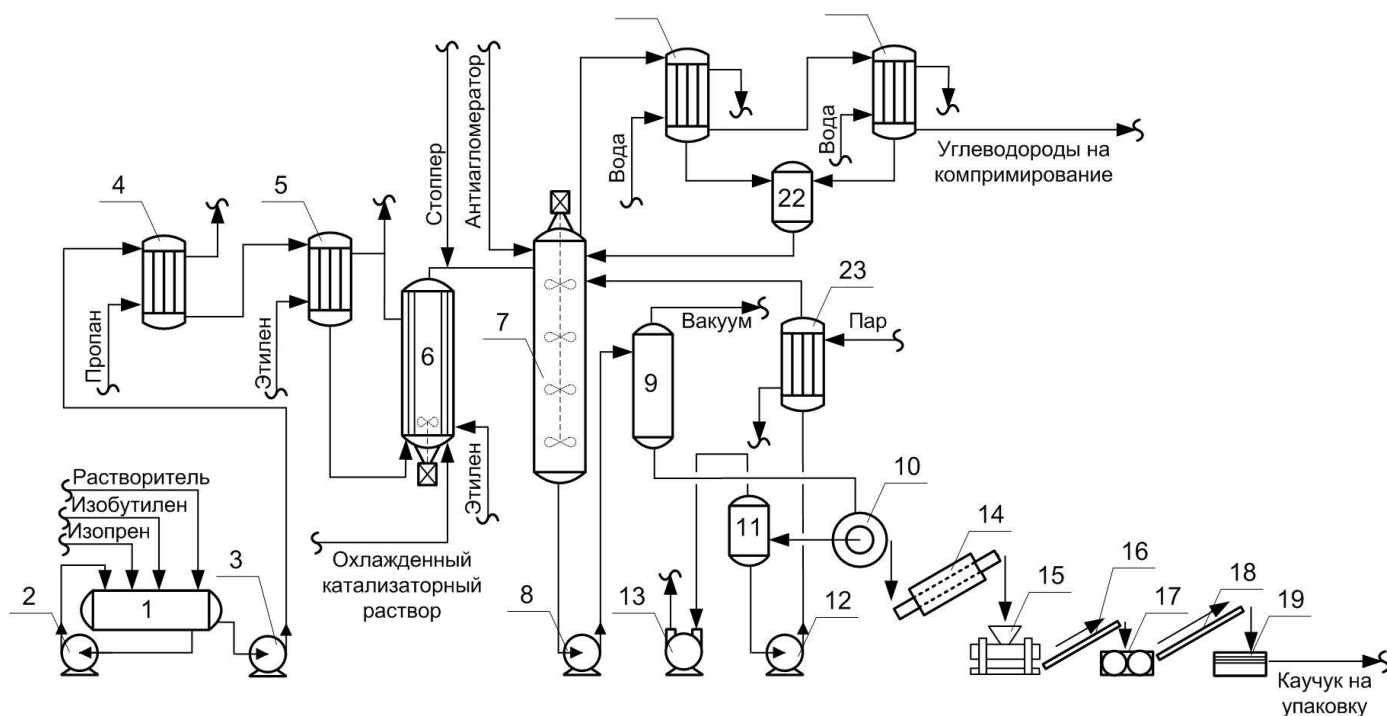 Стоппер
Антиагломератор
Вода
Вода
Углеводороды на
компримирование
22
4
5
Пропан
Этилен
6
7
9
Вакуум
23
Пар
Этилен
Растворитель
Изобутилен
Изопрен
1
2
3
Охлажденный
катализаторный
раствор
8
10
11
12
13
14
15
16
17
18
19
Каучук на
упаковку